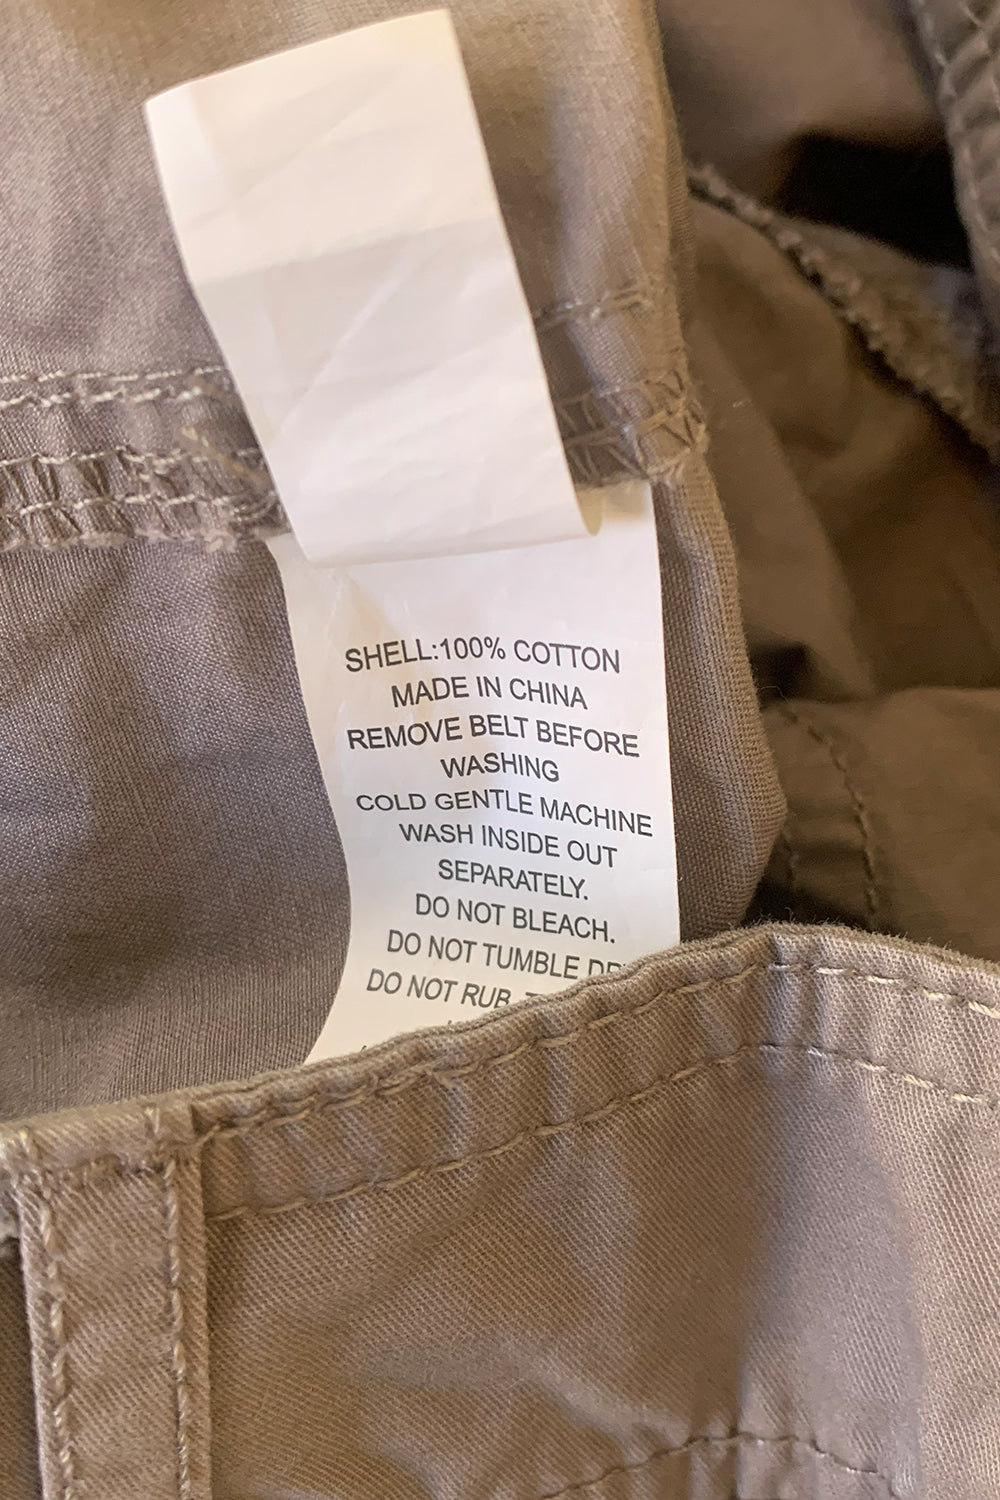 SHELL:100% COTTON
MADE IN CHINA
REMOVE BELT BEFORE
WASHING
COLD GENTLE MACHINE
WASH INSIDE OUT
SEPARATELY.
DO NOT BLEACH.
DO NOT TUMBLE
DO NOT RUB